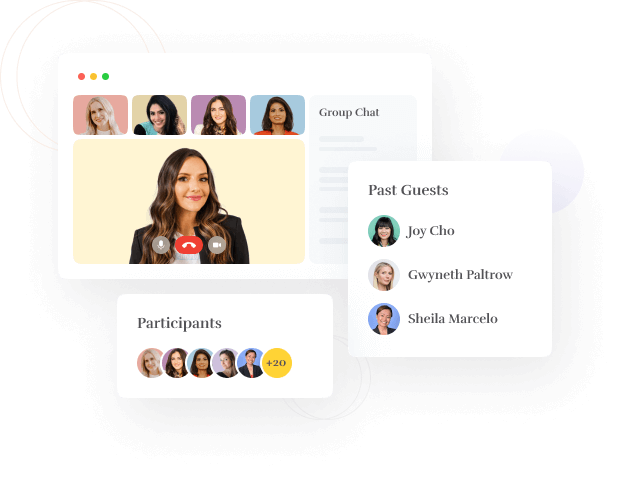 Group Chat
Past Guests
Joy Cho
Gwyneth Paltrow
Sheila Marcelo
Participants
+20